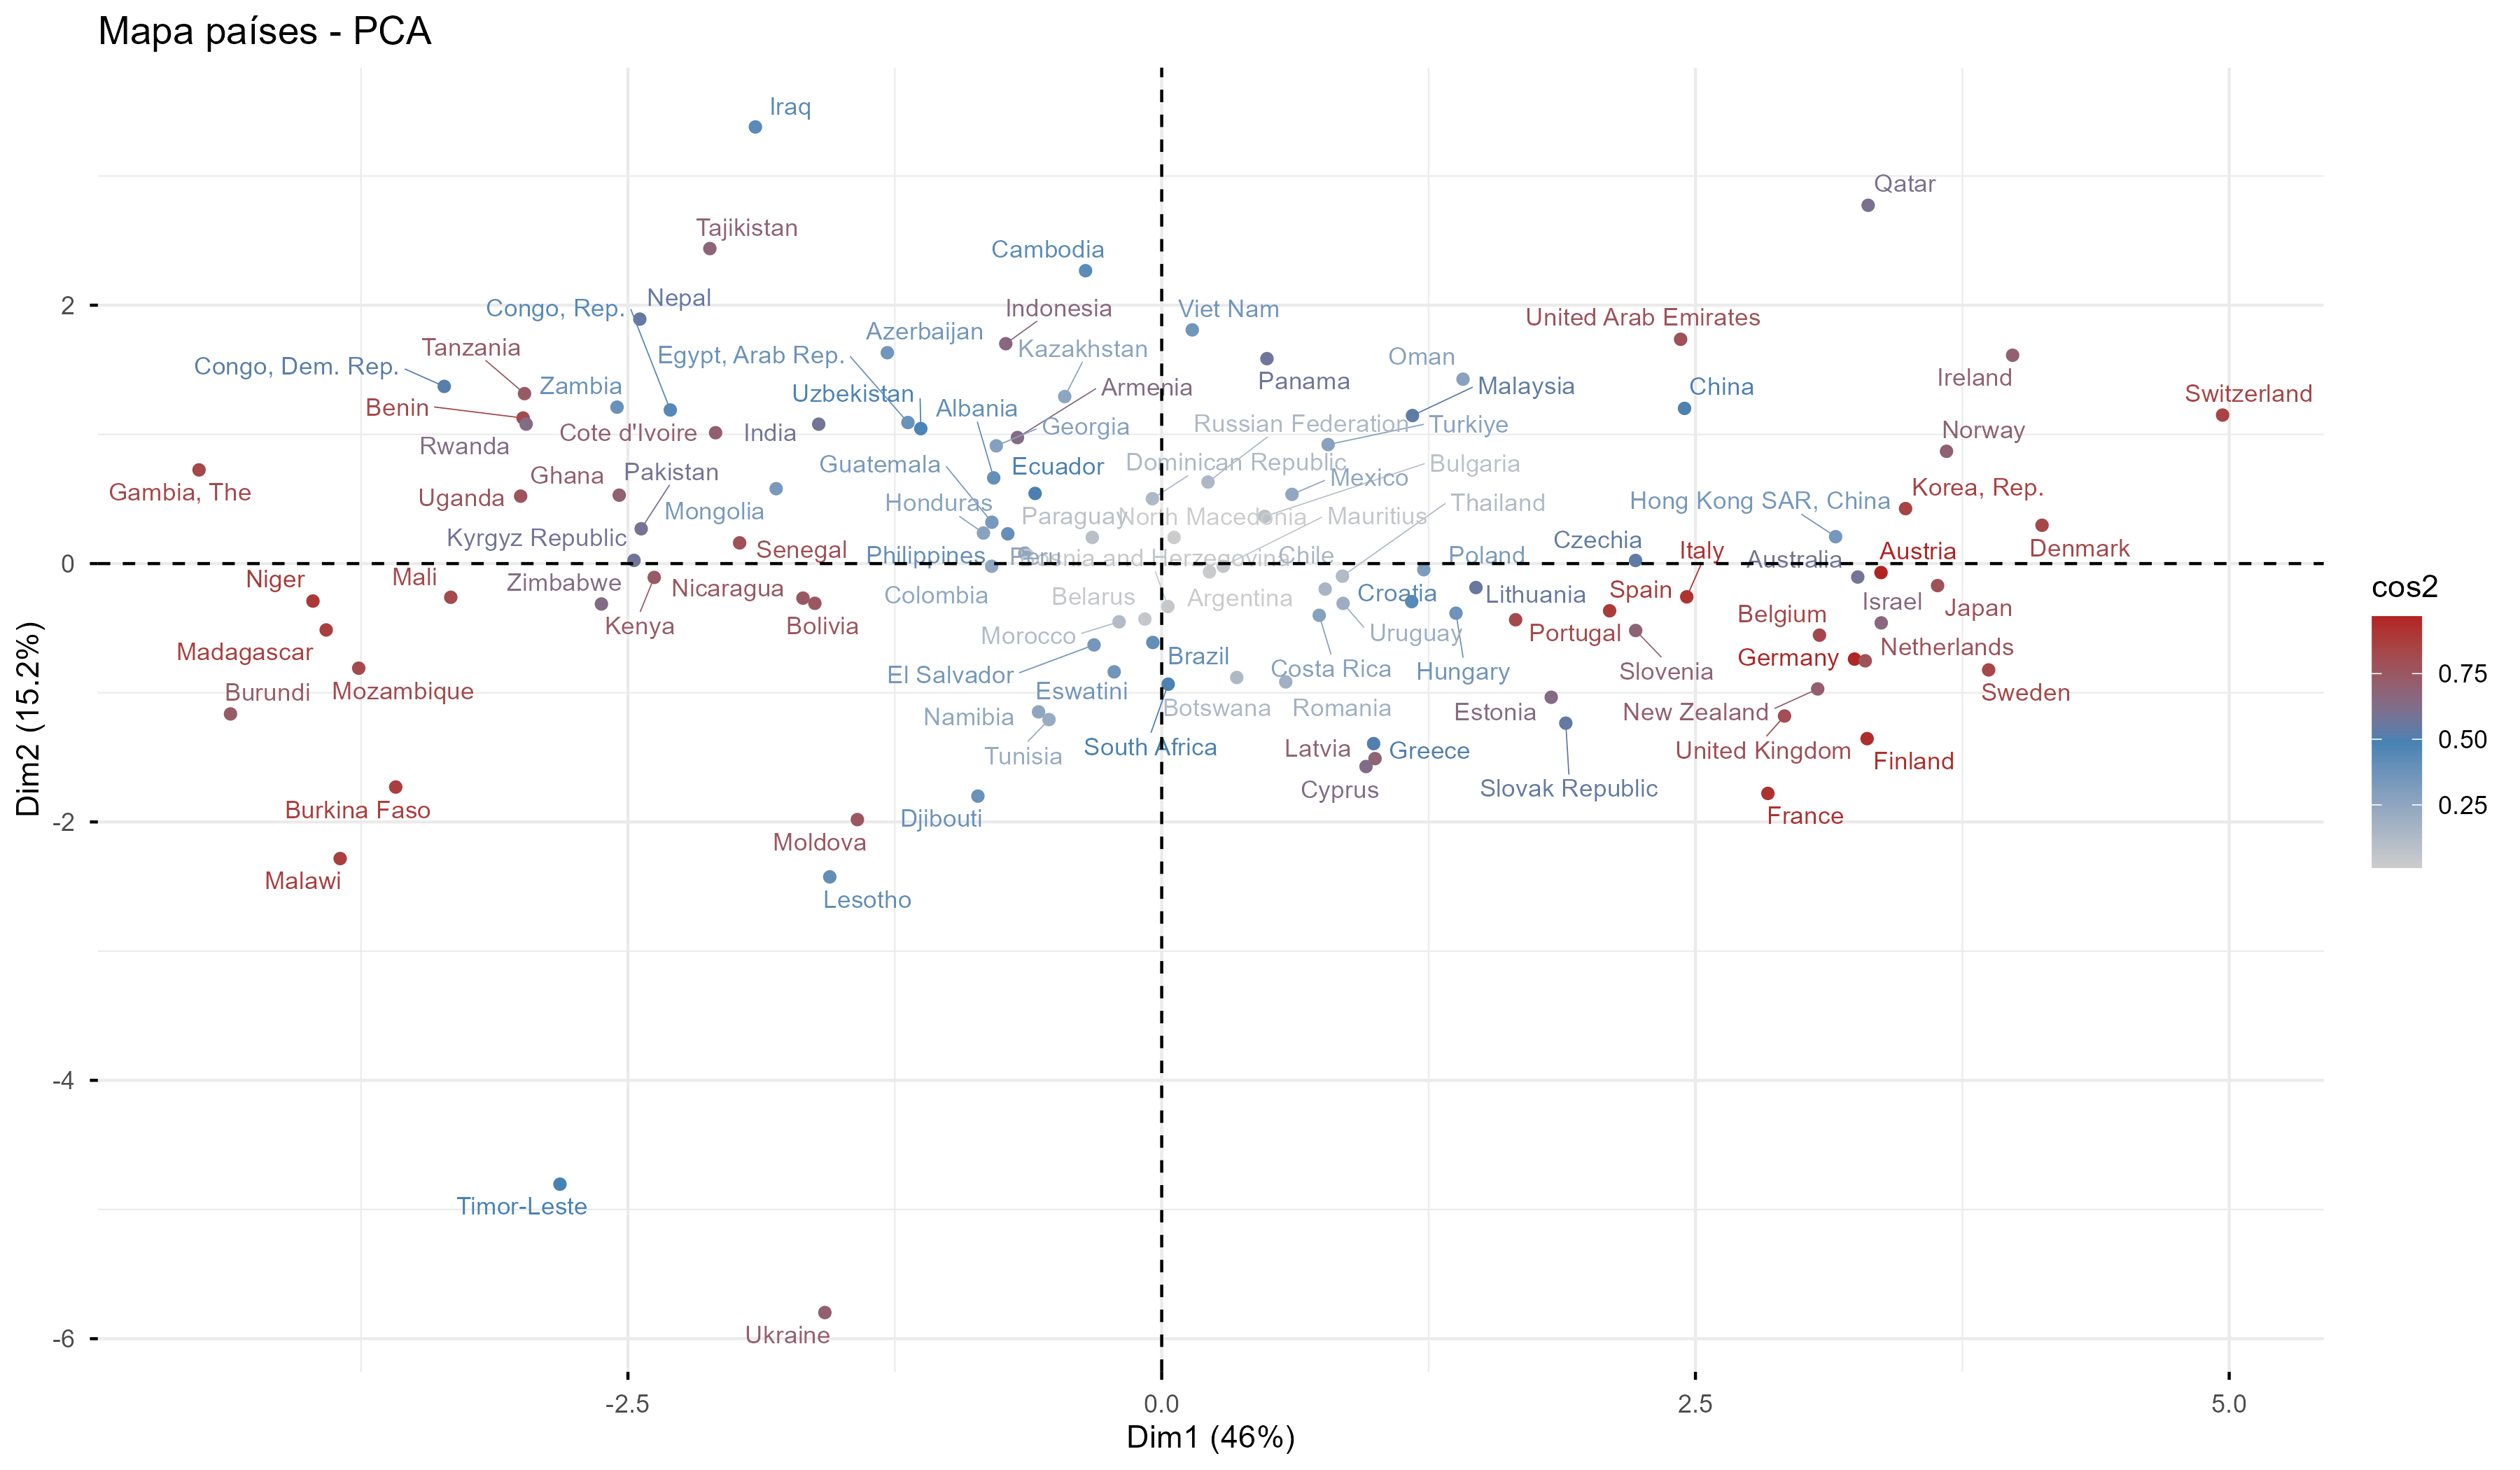 Mapa países - PCA
Iraq
Qatar
Tajikistan
Cambodia
Nepal
Congo, Rep.
Indonesia
Viet Nam
United Arab Emirates
Azerbaijan
Tanzania
Kazakhstan
Egypt, Arab Rep.
Oman
Congo, Dem. Rep.
Ireland
Panama
Zambia
Armenia
Malaysia
China
Uzbekistan
Switzerland
Benin
Albania
Georgia
Russian Federation
Turkiye
Norway
Cote d'Ivoire
India
Rwanda
Guatemala
Ecuador
Dominican Republic
Bulgaria
Ghana
Pakistan
Mexico
Gambia, The
Uganda
Mongolia
Honduras
Thailand
Hong Kong SAR, China
Korea, Rep.
Paraguay
North Macedonia
Mauritius
Kyrgyz Republic
Senegal
Philippines
Peru
Bosnia and Herzegovina
Chile
Poland
Czechia
Italy
Australia
Austria
Denmark
Niger
Mali
Zimbabwe
Nicaragua
Colombia
Belarus
Argentina
Croatia
Lithuania
Spain
Israel
Japan
Belgium
Kenya
Bolivia
Morocco
Uruguay
Portugal
Madagascar
Netherlands
Brazil
Germany
El Salvador
Costa Rica
Hungary
Slovenia
Burundi
Mozambique
Eswatini
Sweden
Namibia
Botswana
Romania
Estonia
New Zealand
Tunisia
South Africa
Latvia
Greece
United Kingdom
Finland
Cyprus
Slovak Republic
Burkina Faso
Djibouti
France
Moldova
Malawi
Lesotho
Timor-Leste
Ukraine
2
0
-2
-4
-6
Dim2 (15.2%)
-2.5
0.0
2.5
5.0
Dim1 (46%)
cos2
0.75
0.50
0.25